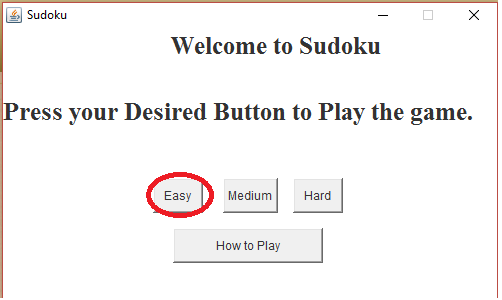 Sudoku
Welcome to Sudoku
Press your Desired Button to Play the game.
Easy Medium Hard
How to Play